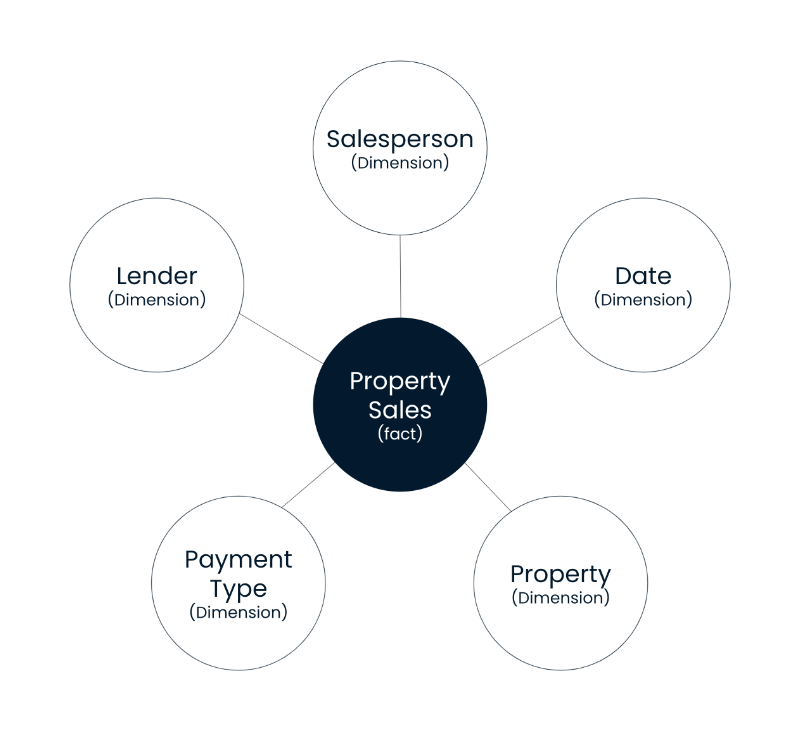 Salesperson
(Dimension)
Lender
(Dimension)
Date
(Dimension)
Property
Sales
(fact)
Payment
Type
(Dimension)
Property
(Dimension)